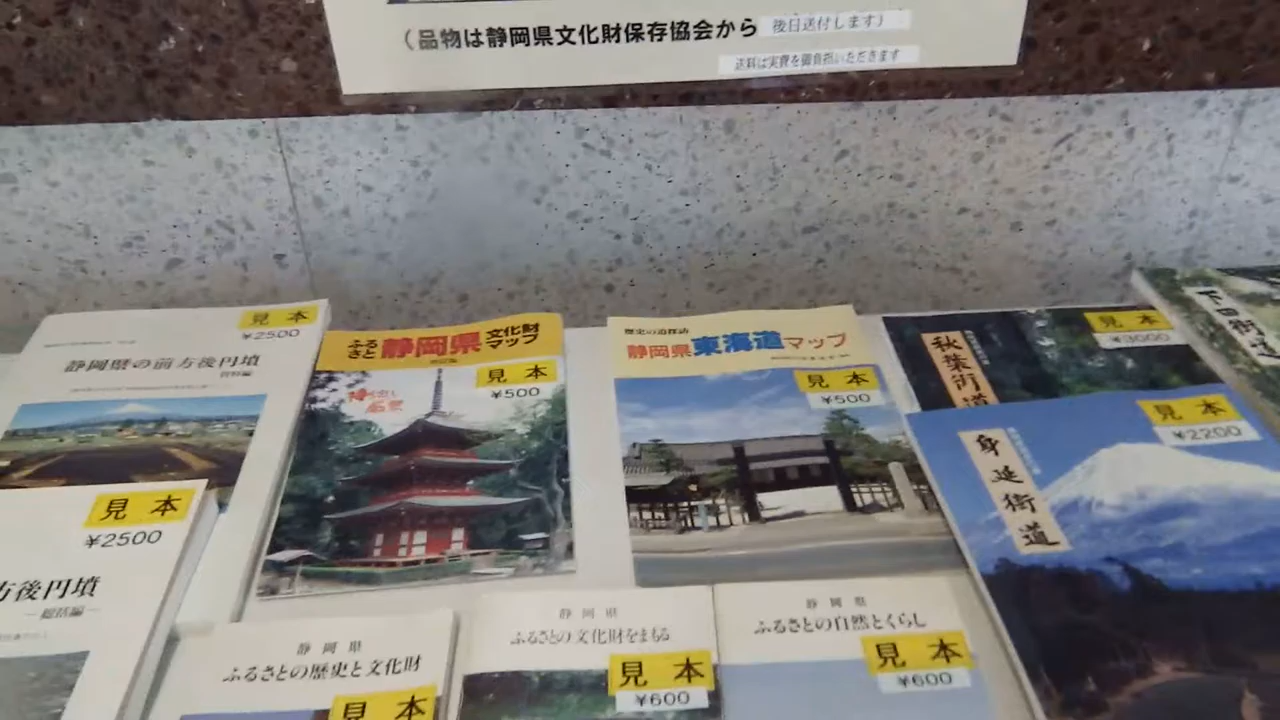 （品物は静岡県文化財保存協会から 後日送付します）
送料は実費を御負担いただきます
見本
¥2500
静岡県の前方後円墳
資料編
ふるさと 静岡県 文化財マップ
見本
¥500
歴史の道探訪
静岡県東海道マップ
見本
¥500
見本
¥3000
秋葉街道
下田街道
見本
¥2200
身延街道
見本
¥2500
方後円墳
―総括編―
静岡県
ふるさとの歴史と文化財
見本
静岡県
ふるさとの文化財をまもる
見本
¥600
静岡県
ふるさとの自然とくらし
見本
¥600